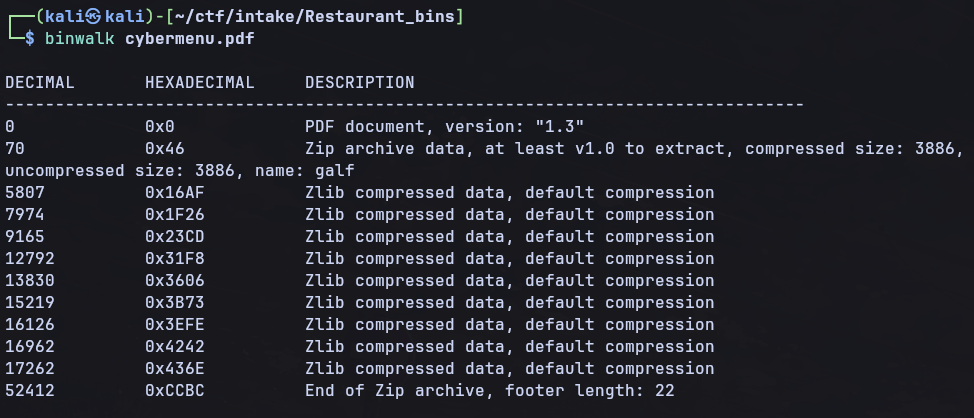 ┌──(kali㉿kali)-[~/ctf/intake/Restaurant_bins]
└─$ binwalk cybermenu.pdf
DECIMAL       HEXADECIMAL     DESCRIPTION
--------------------------------------------------------------------------------
0             0x0             PDF document, version: "1.3"
70            0x46            Zip archive data, at least v1.0 to extract, compressed size: 3886,
uncompressed size: 3886, name: galf
5807          0x16AF          Zlib compressed data, default compression
7974          0x1F26          Zlib compressed data, default compression
9165          0x23CD          Zlib compressed data, default compression
12792         0x31F8          Zlib compressed data, default compression
13830         0x3606          Zlib compressed data, default compression
15219         0x3B73          Zlib compressed data, default compression
16126         0x3EFE          Zlib compressed data, default compression
16962         0x4242          Zlib compressed data, default compression
17262         0x436E          Zlib compressed data, default compression
52412         0xCCBC          End of Zip archive, footer length: 22